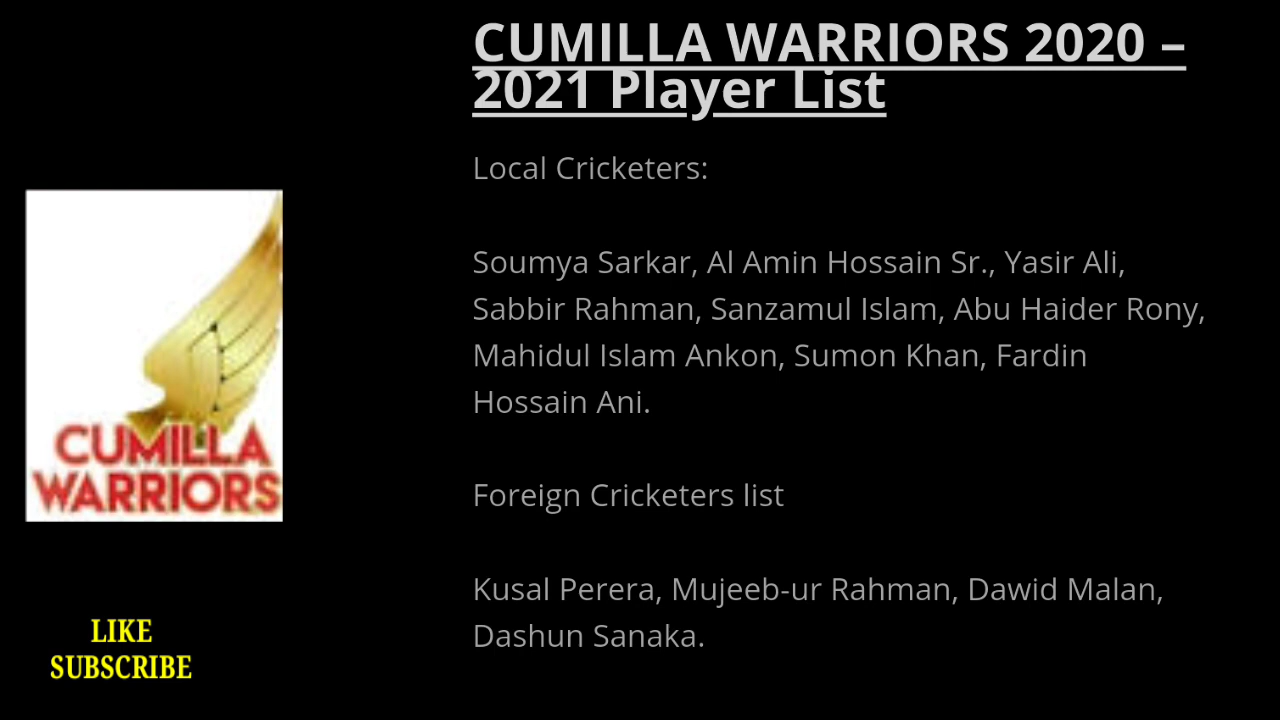 CUMILLA WARRIORS 2020 –
2021 Player List
Local Cricketers:
Soumya Sarkar, Al Amin Hossain Sr., Yasir Ali,
Sabbir Rahman, Sanzamul Islam, Abu Haider Rony,
Mahidul Islam Ankon, Sumon Khan, Fardin
Hossain Ani.
Foreign Cricketers list
Kusal Perera, Mujeeb-ur Rahman, Dawid Malan,
Dashun Sanaka.
CUMILLA
WARRIORS
LIKE
SUBSCRIBE